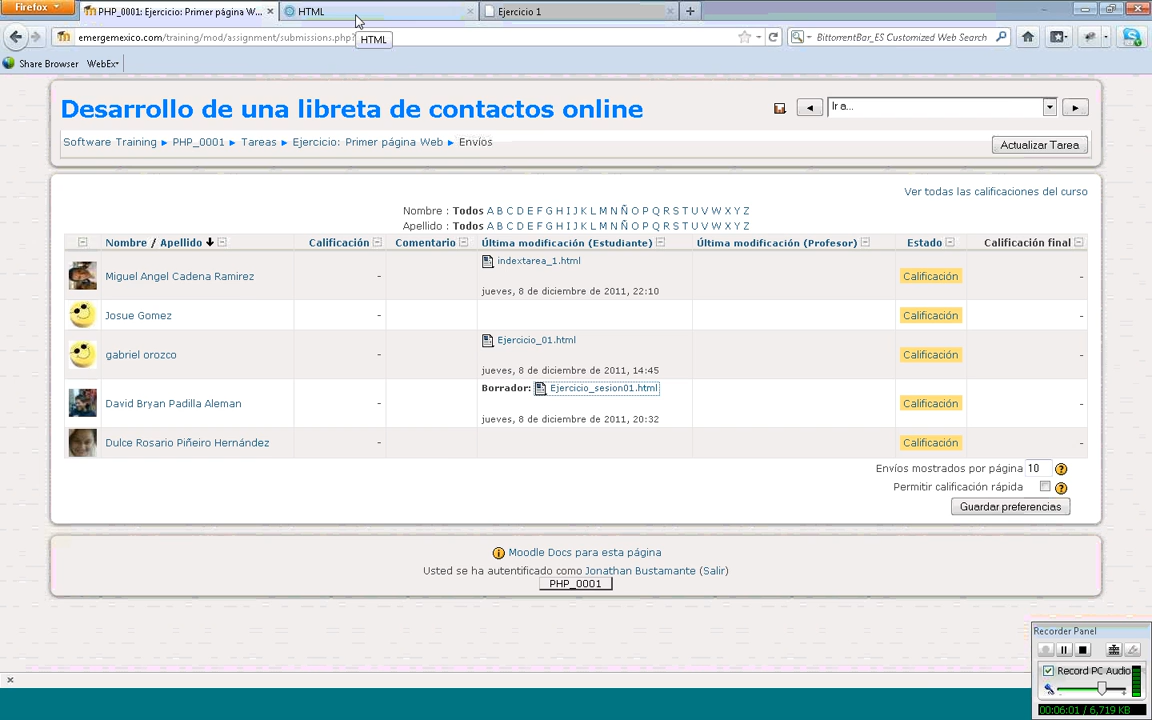 Firefox
PHP_0001: Ejercicio: Primer página W...
HTML
Ejercicio 1
emergemexico.com/training/mod/assignment/submissions.php?
HTML
BittorrentBar_ES Customized Web Search
Share Browser WebEx
Desarrollo de una libreta de contactos online
Ir a...
Software Training ► PHP_0001 ► Tareas ► Ejercicio: Primer página Web ► Envíos
Actualizar Tarea
Ver todas las calificaciones del curso
Nombre : Todos A B C D E F G H I J K L M N Ñ O P Q R S T U V W X Y Z
Apellido : Todos A B C D E F G H I J K L M N Ñ O P Q R S T U V W X Y Z
Nombre / Apellido Calificación Comentario Última modificación (Estudiante) Última modificación (Profesor) Estado Calificación final
Miguel Angel Cadena Ramirez - indextarea_1.html Calificación -
jueves, 8 de diciembre de 2011, 22:10
Josue Gomez - Calificación -
gabriel orozco - Ejercicio_01.html Calificación -
jueves, 8 de diciembre de 2011, 14:45
David Bryan Padilla Aleman - Borrador: Ejercicio_sesion01.html Calificación -
jueves, 8 de diciembre de 2011, 20:32
Dulce Rosario Piñeiro Hernández - Calificación -
Envíos mostrados por página 10
Permitir calificación rápida
Guardar preferencias
Moodle Docs para esta página
Usted se ha autentificado como Jonathan Bustamante (Salir)
PHP_0001
Recorder Panel
Record PC Audio
00:06:01 / 6,719 KB